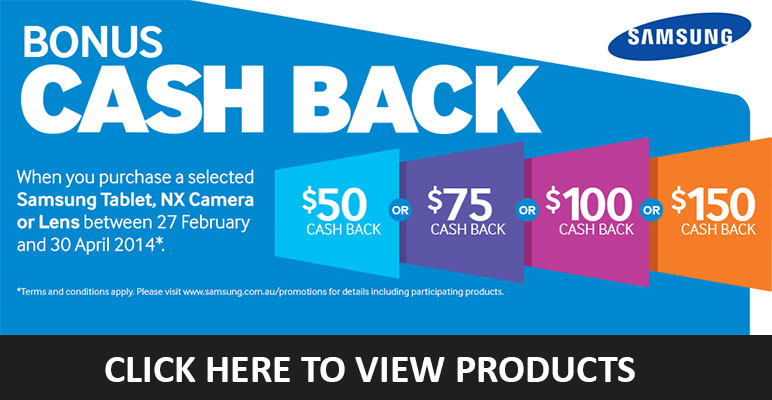 BONUS
CASH BACK
SAMSUNG
When you purchase a selected
Samsung Tablet, NX Camera
or Lens between 27 February
and 30 April 2014*.
$50 CASH BACK
OR
$75 CASH BACK
OR
$100 CASH BACK
OR
$150 CASH BACK
*Terms and conditions apply. Please visit www.samsung.com.au/promotions for details including participating products.
CLICK HERE TO VIEW PRODUCTS